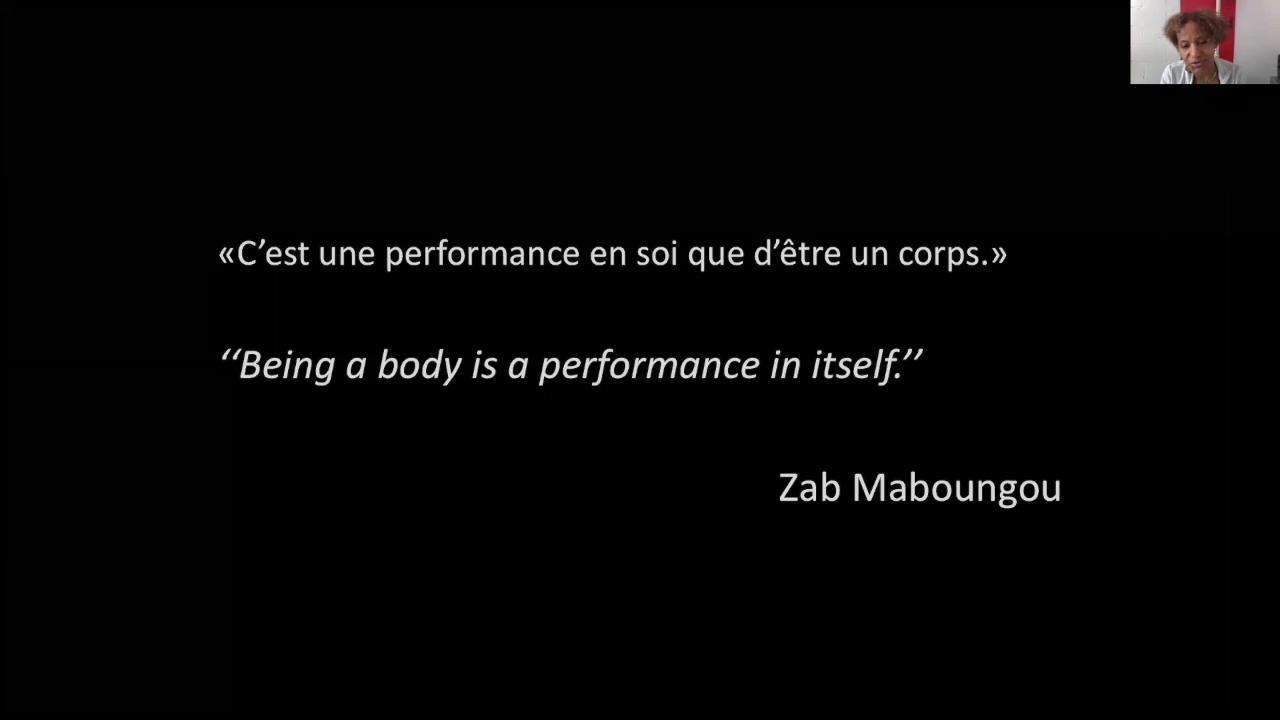 «C’est une performance en soi que d’être un corps.»
‘‘Being a body is a performance in itself.’’
Zab Maboungou